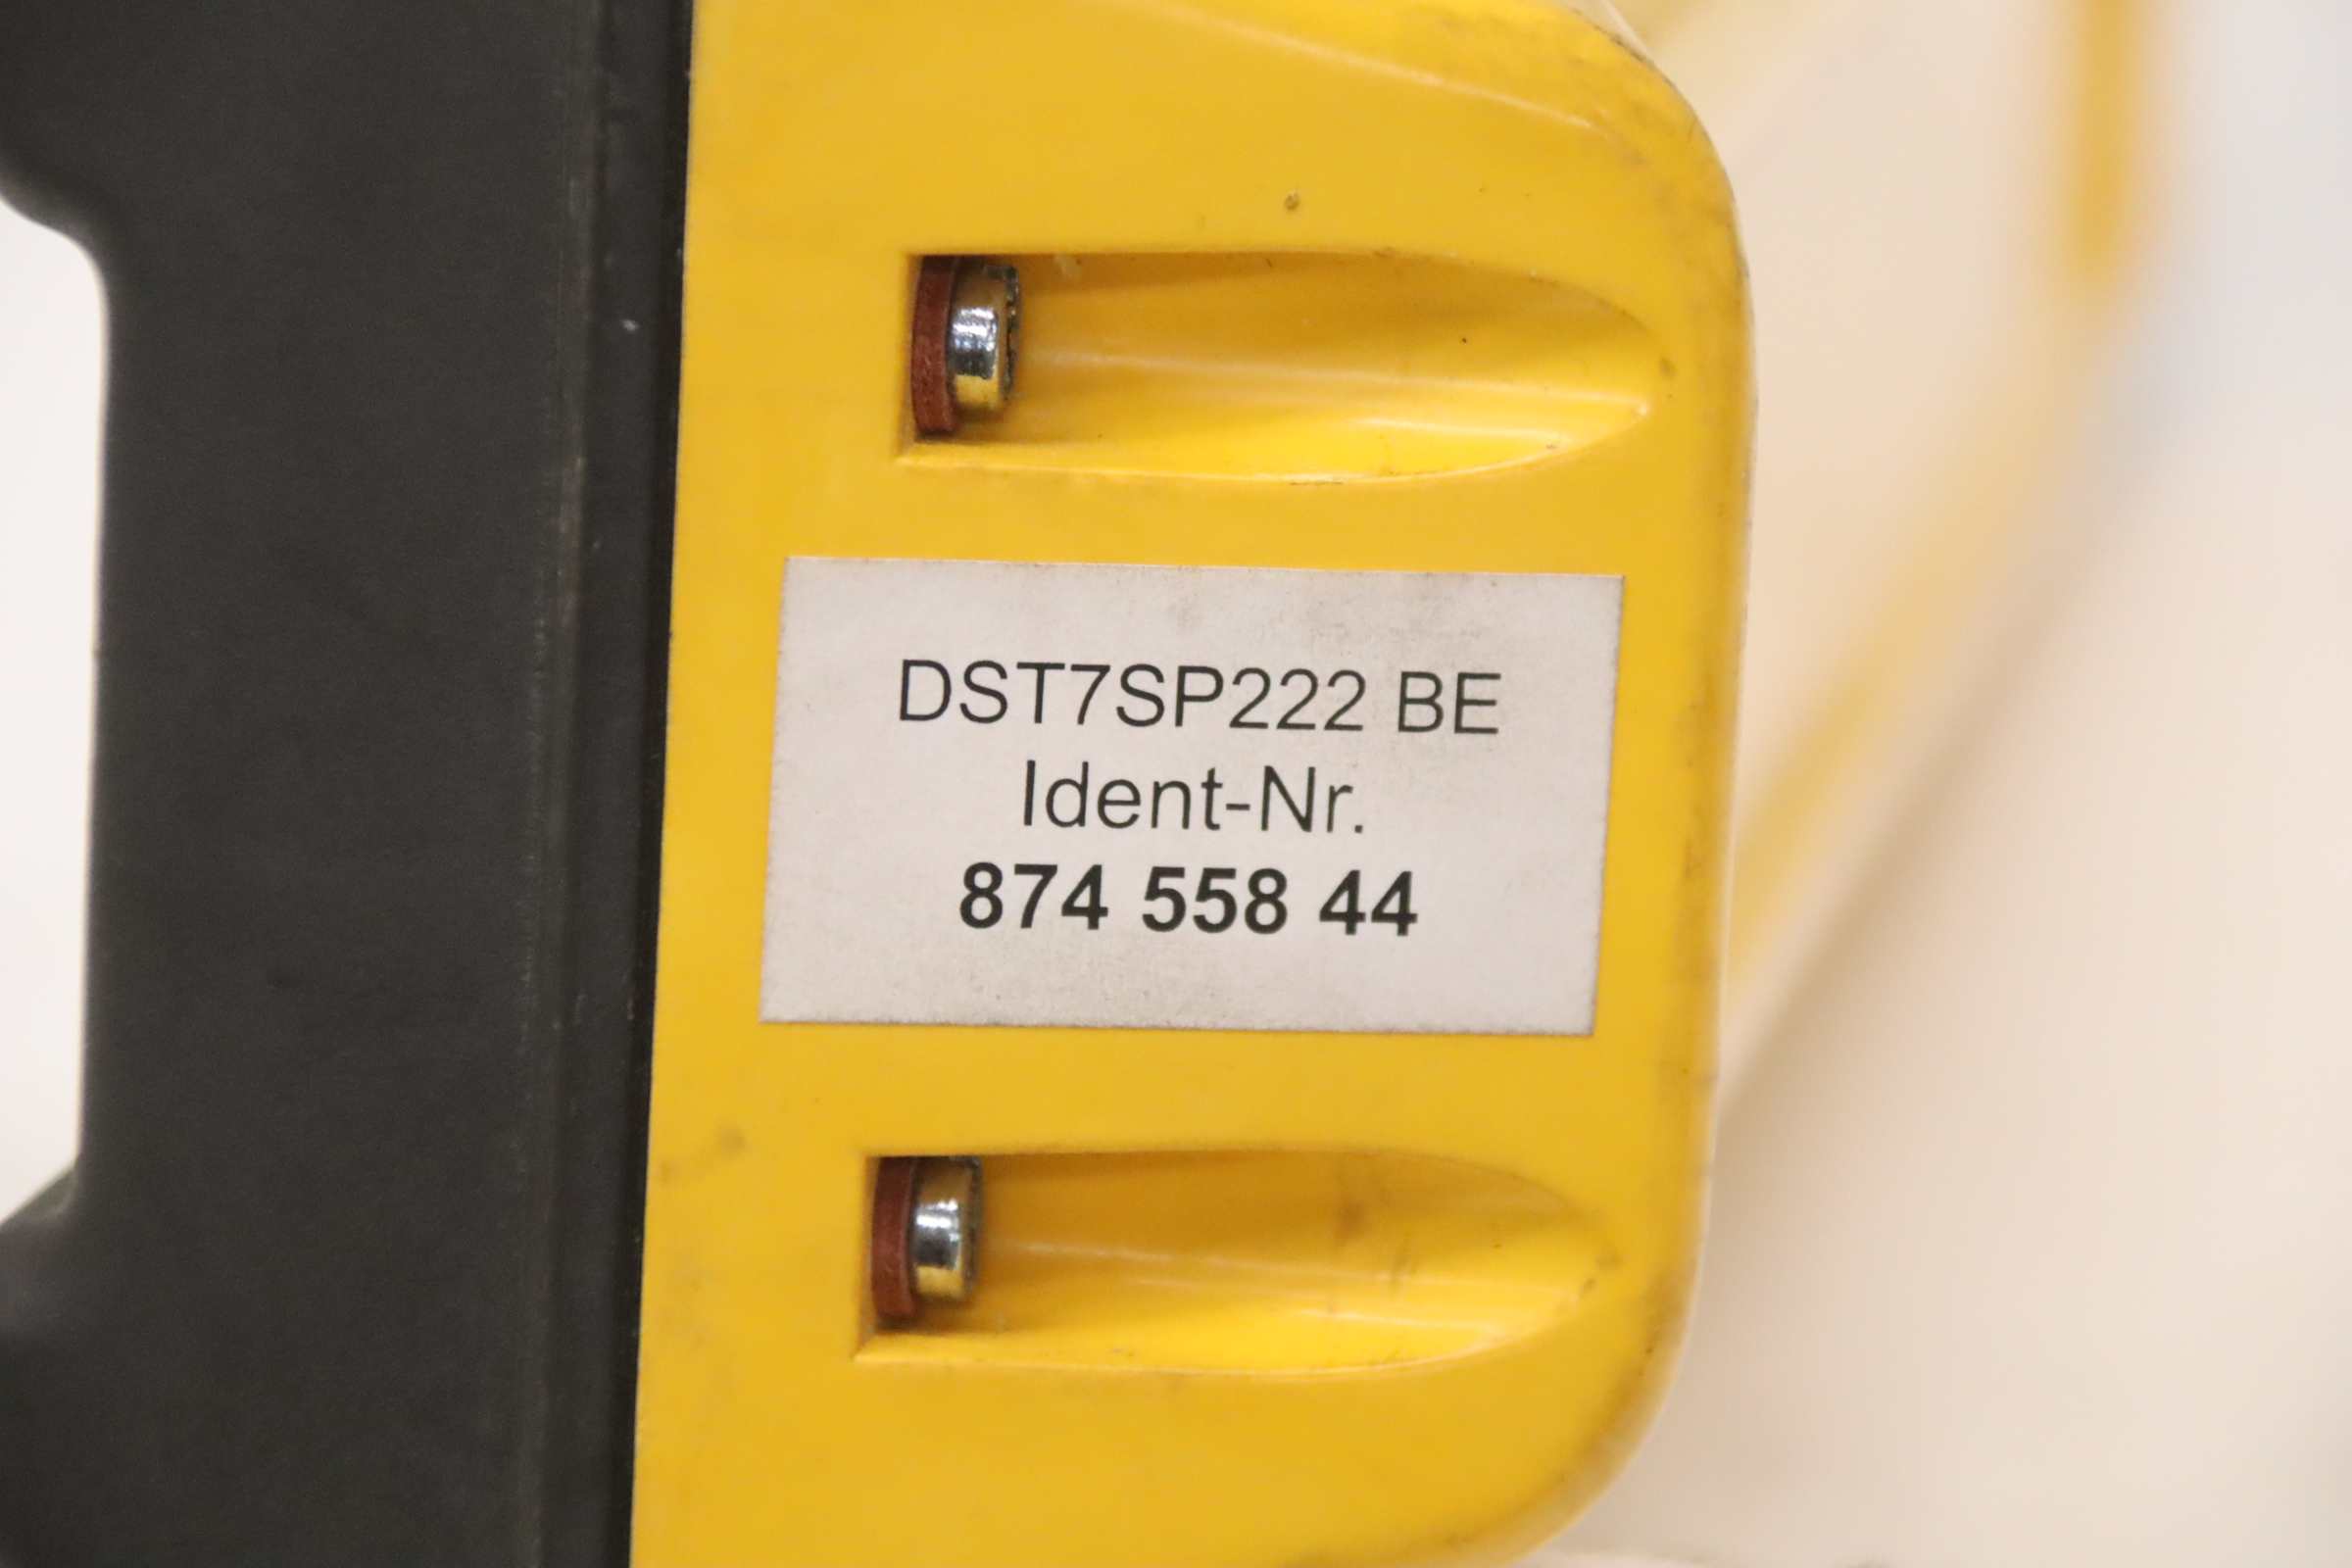 DST7SP222 BE
Ident-Nr.
874 558 44